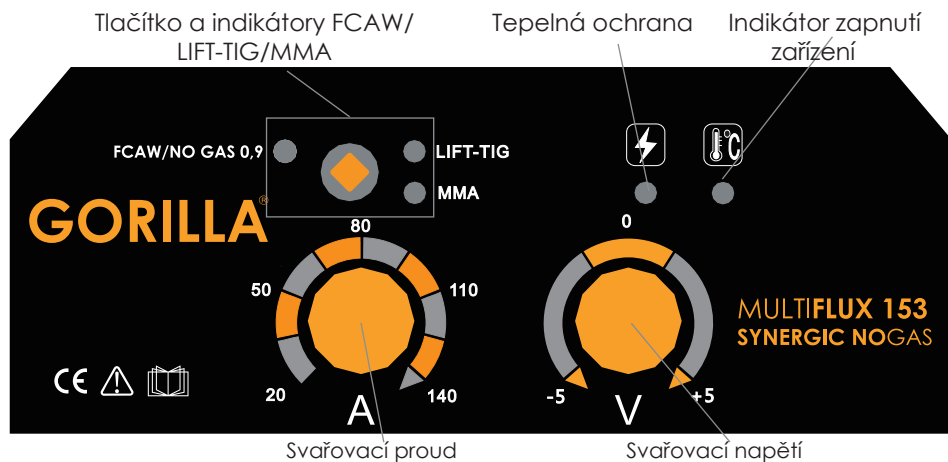 Tlačítko a indikátory FCAW/
LIFT-TIG/MMA
Tepelná ochrana
Indikátor zapnutí
zařízení
FCAW/NO GAS 0,9
LIFT-TIG
MMA
°C
GORILLA®
80
50
110
20
140
A
0
-5
+5
V
MULTIFLUX 153
SYNERGIC NOGAS
CE
Svařovací proud
Svařovací napětí